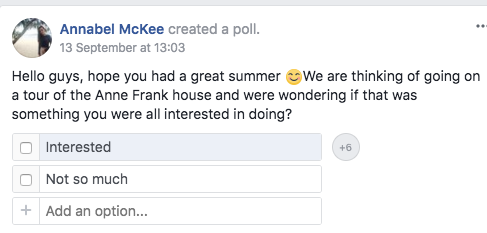 Annabel McKee created a poll.
13 September at 13:03
Hello guys, hope you had a great summer 😊We are thinking of going on
a tour of the Anne Frank house and were wondering if that was
something you were all interested in doing?
Interested
+6
Not so much
+ Add an option...